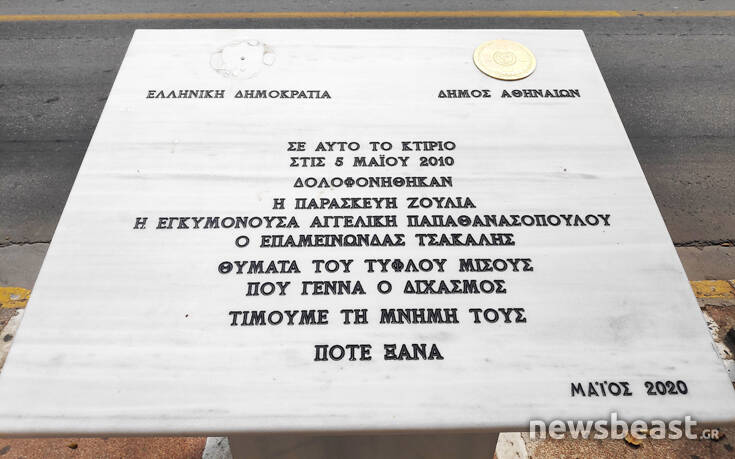 ΕΛΛΗΝΙΚΗ ΔΗΜΟΚΡΑΤΙΑ
ΔΗΜΟΣ ΑΘΗΝΑΙΩΝ
ΣΕ ΑΥΤΟ ΤΟ ΚΤΙΡΙΟ
ΣΤΙΣ 5 ΜΑΪΟΥ 2010
ΔΟΛΟΦΟΝΗΘΗΚΑΝ
Η ΠΑΡΑΣΚΕΥΗ ΖΟΥΛΙΑ
Η ΕΓΚΥΜΟΝΟΥΣΑ ΑΓΓΕΛΙΚΗ ΠΑΠΑΘΑΝΑΣΟΠΟΥΛΟΥ
Ο ΕΠΑΜΕΙΝΩΝΔΑΣ ΤΣΑΚΑΛΗΣ
ΘΥΜΑΤΑ ΤΟΥ ΤΥΦΛΟΥ ΜΙΣΟΥΣ
ΠΟΥ ΓΕΝΝΑ Ο ΔΙΧΑΣΜΟΣ
ΤΙΜΟΥΜΕ ΤΗ ΜΝΗΜΗ ΤΟΥΣ
ΠΟΤΕ ΞΑΝΑ
ΜΑΪΟΣ 2020
newsbeast.GR